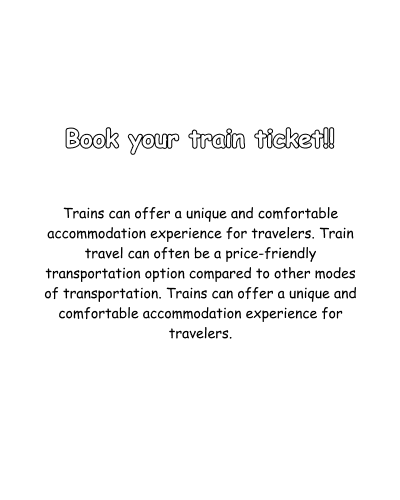 Book your train ticket!!
Trains can offer a unique and comfortable
accommodation experience for travelers. Train
travel can often be a price-friendly
transportation option compared to other modes
of transportation. Trains can offer a unique and
comfortable accommodation experience for
travelers.